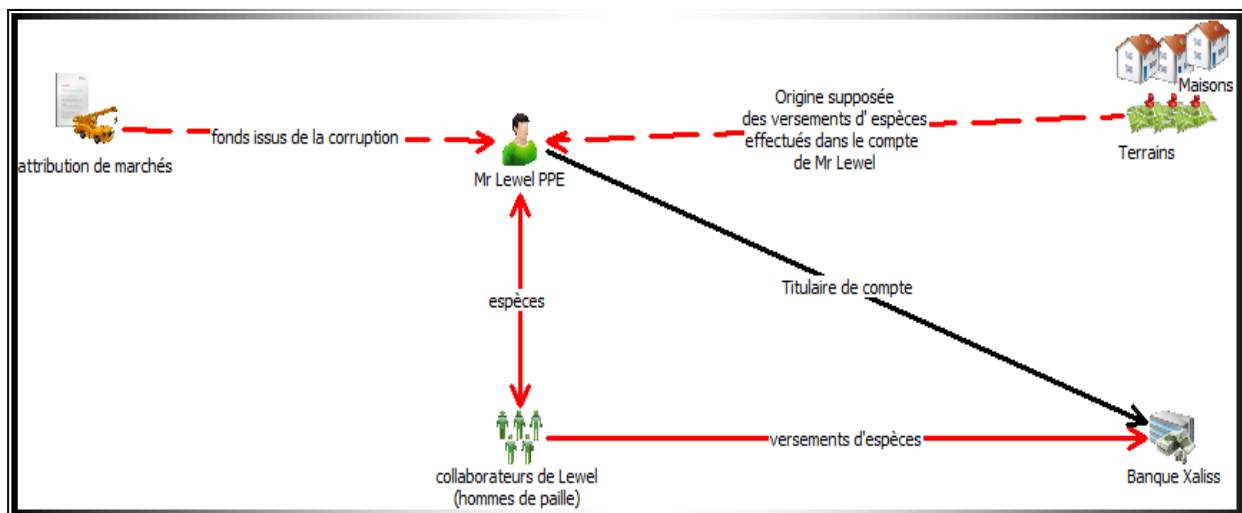 Maisons
Origine supposée
des versements d' espèces
effectués dans le compte
de Mr Lewel
fonds issus de la corruption
attribution de marchés
Mr Lewel PPE
Terrains
Titulaire de compte
espèces
versements d'espèces
collaborateurs de Lewel
(hommes de paille)
Banque Xaliss